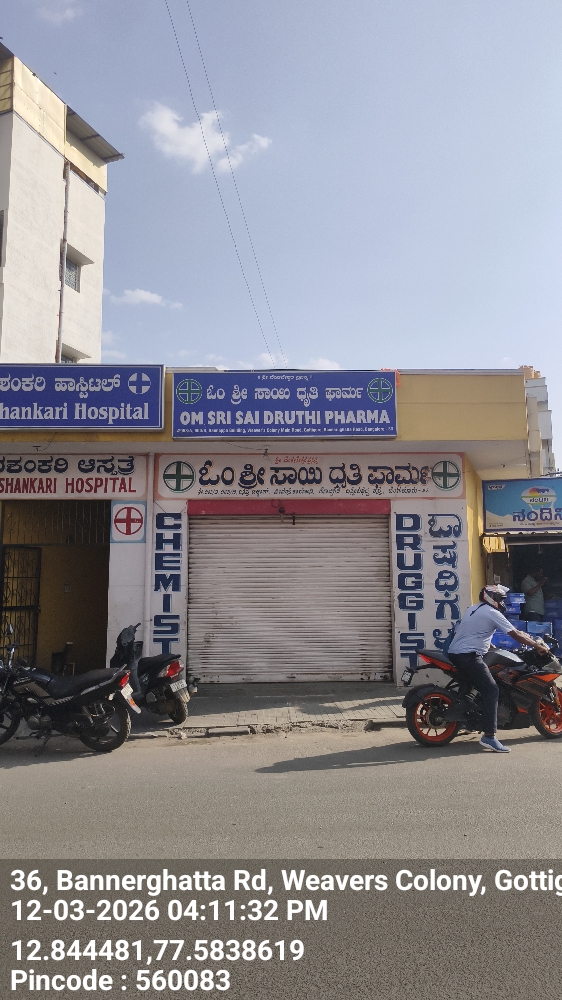 ಶಂಕರಿ ಹಾಸ್ಪಿಟಲ್
hankari Hospital
ಓಂ ಶ್ರೀ ಸಾಯಿ ಧೃತಿ ಫಾರ್ಮ
OM SRI SAI DRUTHI PHARMA
ಶಂಕರಿ ಆಸ್ಪತ್ರೆ
SHANKARI HOSPITAL
ಓಂ ಶ್ರೀ ಸಾಯಿ ಧೃತಿ ಫಾರ್ಮ
CHEMIST
DRUGGIST
ಔಷಧಿಗಳು
ನಂದಿನಿ
36, Bannerghatta Rd, Weavers Colony, Gottig
12-03-2026 04:11:32 PM
12.844481,77.5838619
Pincode : 560083